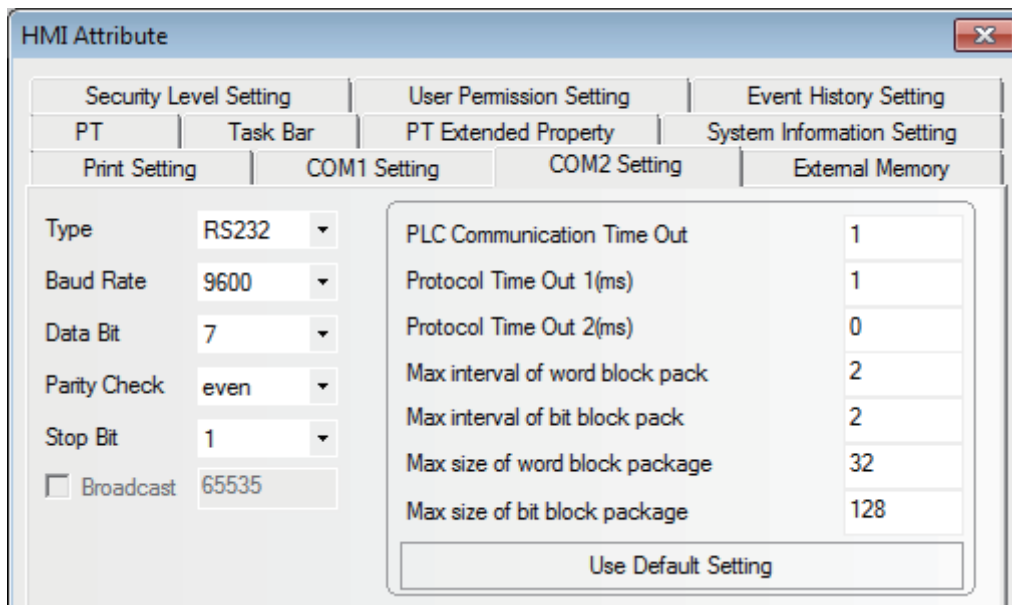 HMI Attribute
Security Level Setting User Permission Setting Event History Setting
PT Task Bar PT Extended Property System Information Setting
Print Setting COM1 Setting COM2 Setting External Memory
Type RS232
Baud Rate 9600
Data Bit 7
Parity Check even
Stop Bit 1
Broadcast 65535
PLC Communication Time Out 1
Protocol Time Out 1(ms) 1
Protocol Time Out 2(ms) 0
Max interval of word block pack 2
Max interval of bit block pack 2
Max size of word block package 32
Max size of bit block package 128
Use Default Setting